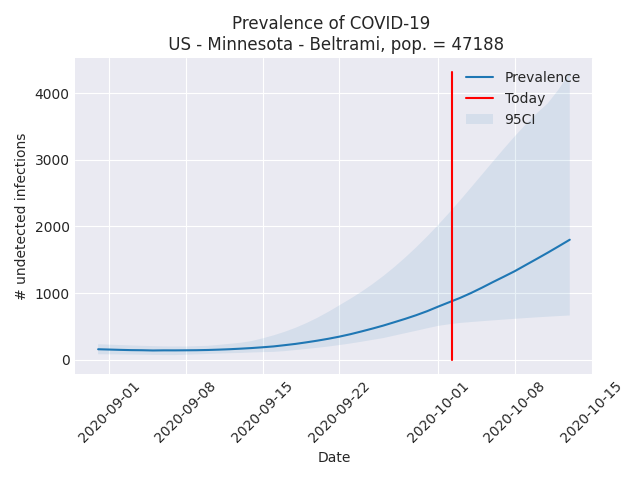 Prevalence of COVID-19
US - Minnesota - Beltrami, pop. = 47188
Prevalence
Today
95CI
# undetected infections
4000
3000
2000
1000
0
2020-09-01
2020-09-08
2020-09-15
2020-09-22
2020-10-01
2020-10-08
2020-10-15
Date